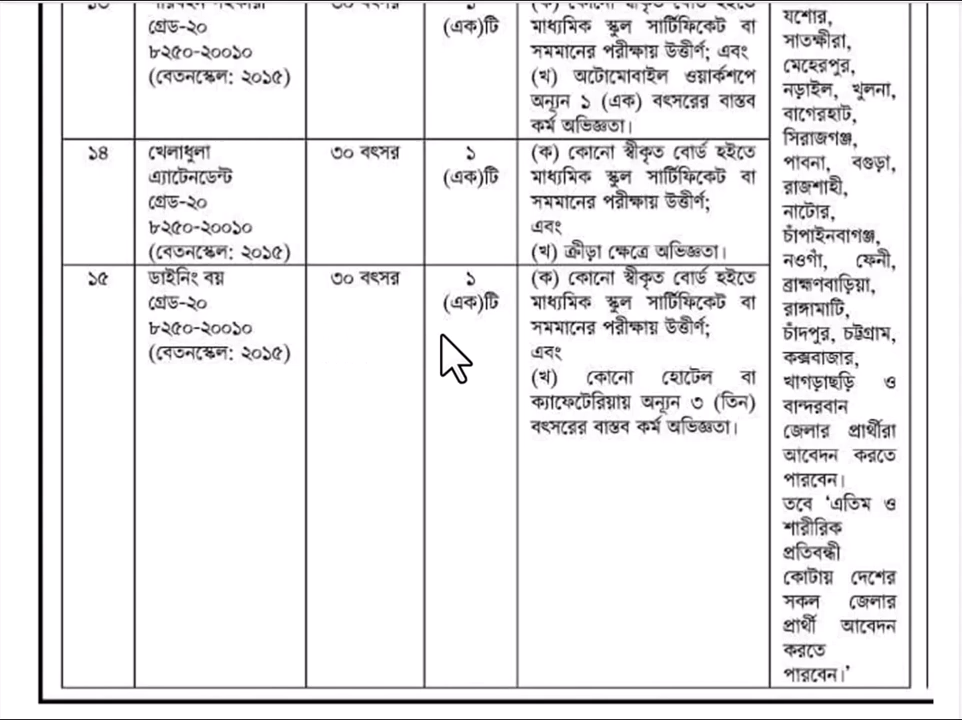 গ্রেড-২০
৮২৫০-২০০১০
(বেতনস্কেল: ২০১৫)
(এক)টি
মাধ্যমিক স্কুল সার্টিফিকেট বা
সমমানের পরীক্ষায় উত্তীর্ণ; এবং
(খ) অটোমোবাইল ওয়ার্কশপে
অন্যূন ১ (এক) বৎসরের বাস্তব
কর্ম অভিজ্ঞতা।
১৪
খেলাধুলা
এ্যাটেনডেন্ট
গ্রেড-২০
৮২৫০-২০০১০
(বেতনস্কেল: ২০১৫)
৩০ বৎসর
১
(এক)টি
(ক) কোনো স্বীকৃত বোর্ড হইতে
মাধ্যমিক স্কুল সার্টিফিকেট বা
সমমানের পরীক্ষায় উত্তীর্ণ;
এবং
(খ) ক্রীড়া ক্ষেত্রে অভিজ্ঞতা।
১৫
ডাইনিং বয়
গ্রেড-২০
৮২৫০-২০০১০
(বেতনস্কেল: ২০১৫)
৩০ বৎসর
১
(এক)টি
(ক) কোনো স্বীকৃত বোর্ড হইতে
মাধ্যমিক স্কুল সার্টিফিকেট বা
সমমানের পরীক্ষায় উত্তীর্ণ;
এবং
(খ) কোনো হোটেল বা
ক্যাফেটেরিয়ায় অন্যূন ৩ (তিন)
বৎসরের বাস্তব কর্ম অভিজ্ঞতা।
যশোর,
সাতক্ষীরা,
মেহেরপুর,
নড়াইল, খুলনা,
বাগেরহাট,
সিরাজগঞ্জ,
পাবনা, বগুড়া,
রাজশাহী,
নাটোর,
চাঁপাইনবাগঞ্জ,
নওগাঁ, ফেনী,
ব্রাহ্মণবাড়িয়া,
রাঙ্গামাটি,
চাঁদপুর, চট্টগ্রাম,
কক্সবাজার,
খাগড়াছড়ি ও
বান্দরবান
জেলার প্রার্থীরা
আবেদন করতে
পারবেন।
তবে ‘এতিম ও
শারীরিক
প্রতিবন্ধী
কোটায় দেশের
সকল জেলার
প্রার্থী আবেদন
করতে
পারবেন।’